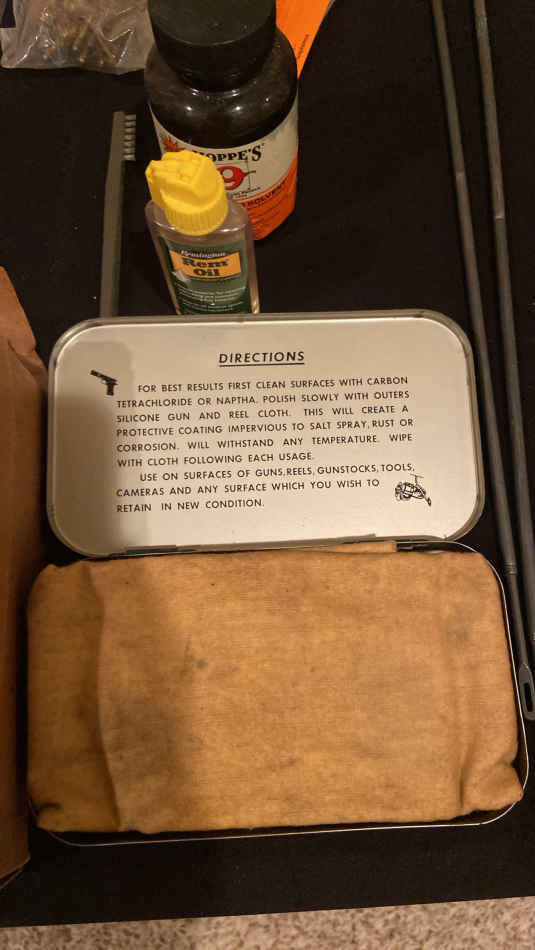 HOPPE'S
9
SOLVENT
Remington
Rem
Oil
DIRECTIONS
FOR BEST RESULTS FIRST CLEAN SURFACES WITH CARBON
TETRACHLORIDE OR NAPTHA. POLISH SLOWLY WITH OUTERS
SILICONE GUN AND REEL CLOTH. THIS WILL CREATE A
PROTECTIVE COATING IMPERVIOUS TO SALT SPRAY, RUST OR
CORROSION. WILL WITHSTAND ANY TEMPERATURE. WIPE
WITH CLOTH FOLLOWING EACH USAGE.
USE ON SURFACES OF GUNS, REELS, GUNSTOCKS, TOOLS,
CAMERAS AND ANY SURFACE WHICH YOU WISH TO
RETAIN IN NEW CONDITION.